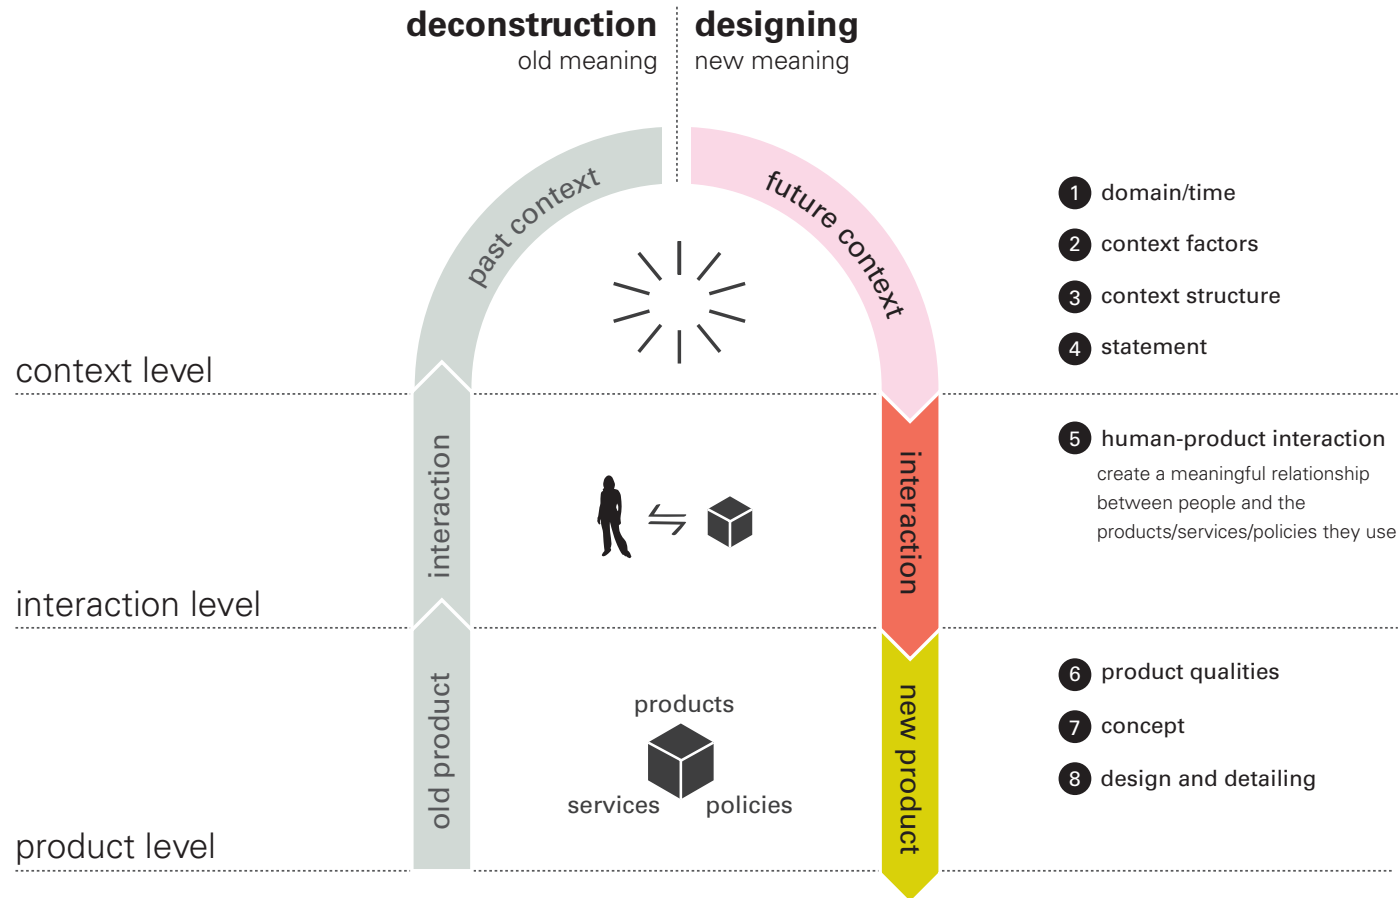 deconstruction
old meaning
designing
new meaning
past context
future context
context level
1 domain/time
2 context factors
3 context structure
4 statement
interaction
interaction
interaction level
5 human-product interaction
create a meaningful relationship
between people and the
products/services/policies they use
old product
products
services
policies
new product
product level
6 product qualities
7 concept
8 design and detailing